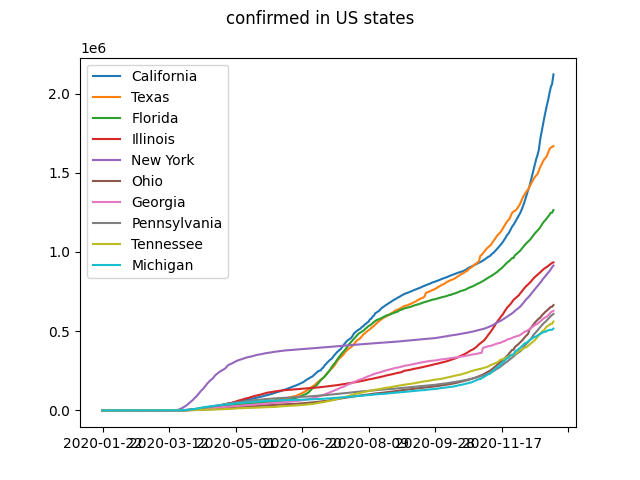 confirmed in US states
1e6
2.0
1.5
1.0
0.5
0.0
California
Texas
Florida
Illinois
New York
Ohio
Georgia
Pennsylvania
Tennessee
Michigan
2020-01-22 2020-03-12 2020-05-01 2020-06-20 2020-08-09 2020-09-28 2020-11-17